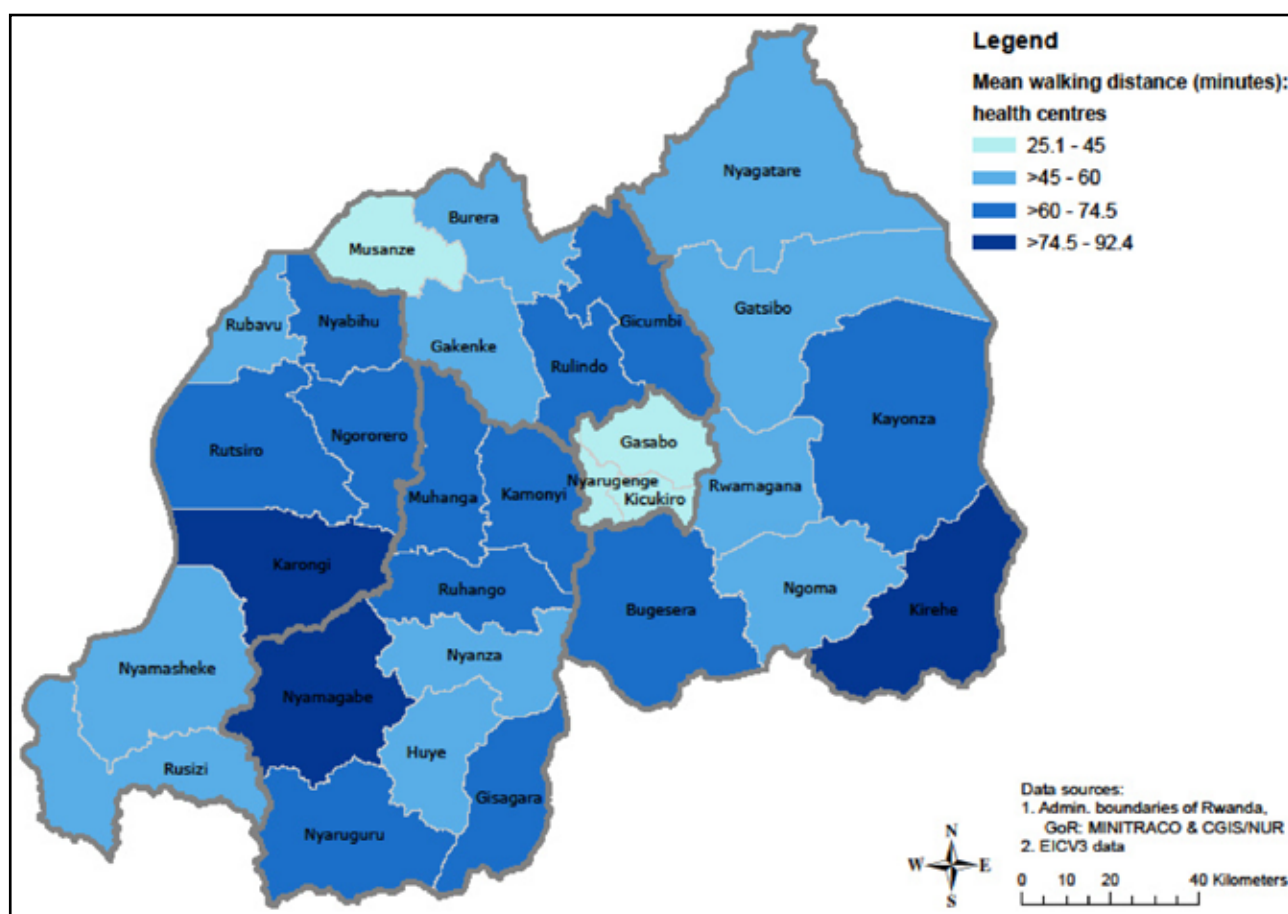 Legend
Mean walking distance (minutes):
health centres
25.1 - 45
>45 - 60
>60 - 74.5
>74.5 - 92.4
Nyagatare
Burera
Musanze
Gatsibo
Rubavu
Nyabihu
Gicumbi
Gakenke
Rulindo
Kayonza
Gasabo
Rutsiro
Ngororero
Muhanga
Kamonyi
Nyarugenge
Kicukiro
Rwamagana
Karongi
Ruhango
Bugesera
Ngoma
Kirehe
Nyamasheke
Nyanza
Nyamagabe
Huye
Rusizi
Gisagara
Nyaruguru
Data sources:
1. Admin. boundaries of Rwanda,
GoR: MINITRACO & CGIS/NUR
2. EICV3 data
N
W E
S
0 10 20 40 Kilometers